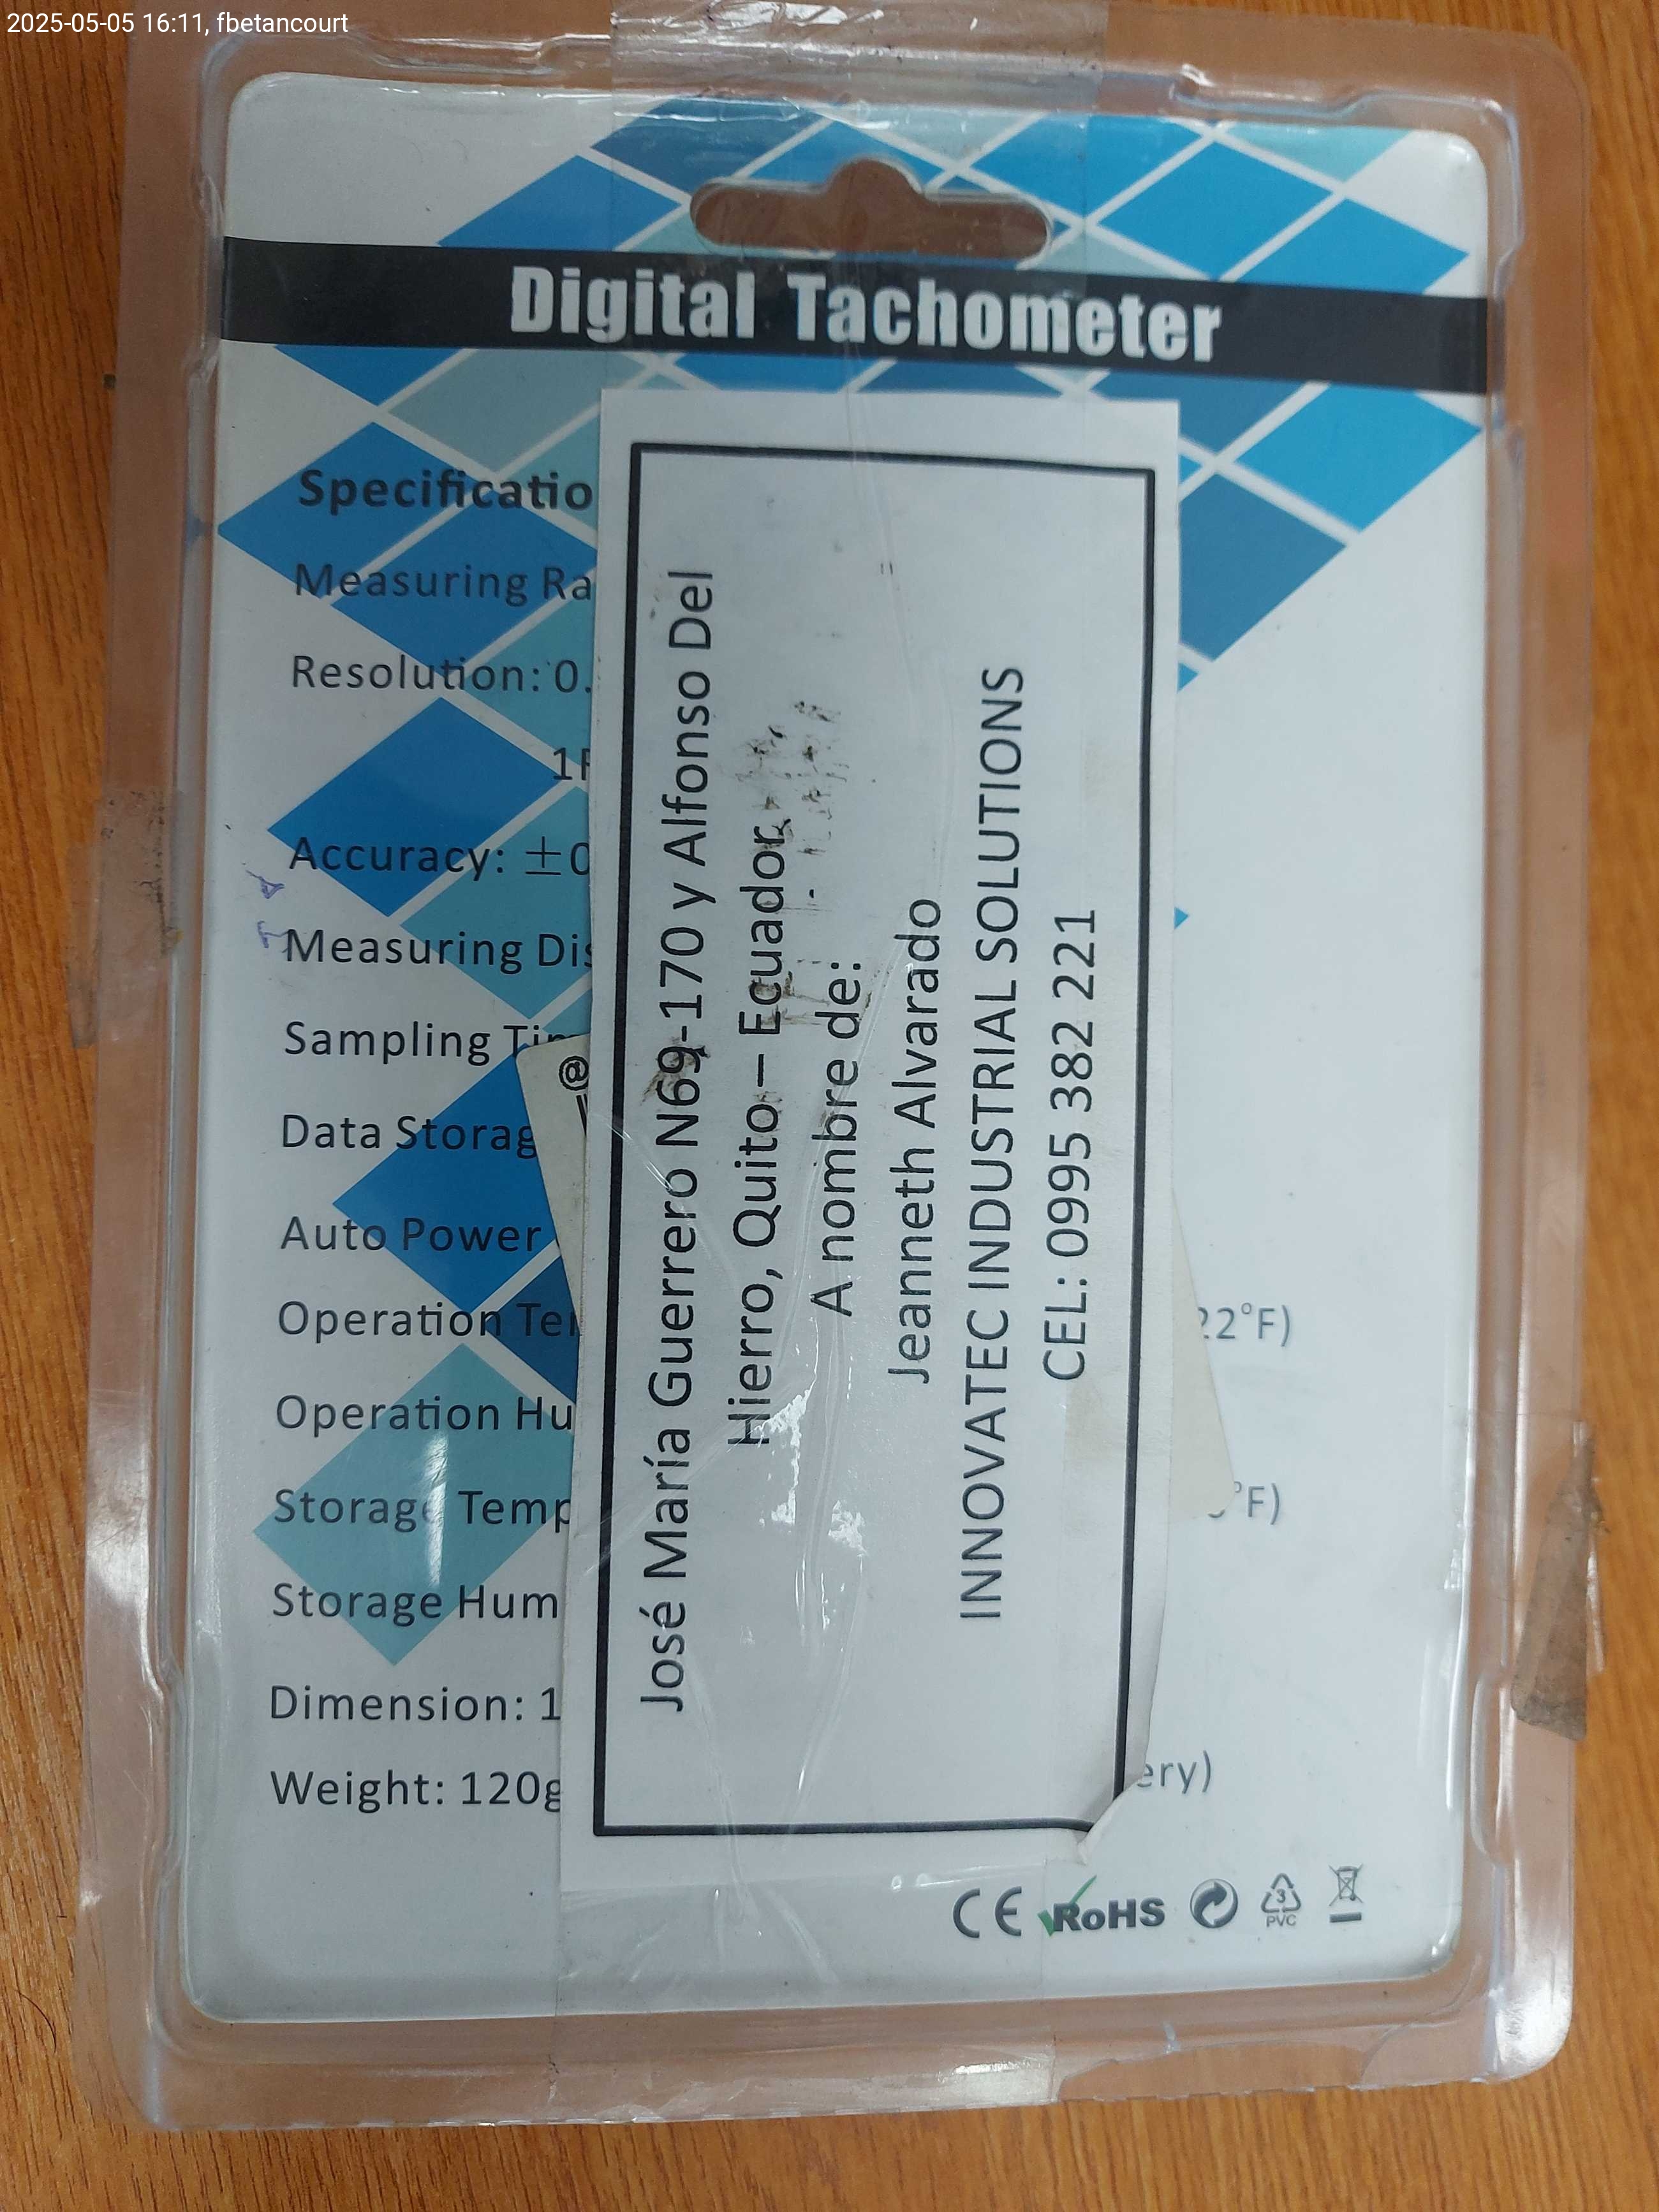 2025-05-05 16:11, fbetancourt
Digital Tachometer
Specificatio
Measuring Ra
Resolution: 0.
1
Accuracy: ±0
Measuring Dis
Sampling Tim
Data Storag
Auto Power
Operation Te
22°F)
Operation Hu
Storage Temp
°F)
Storage Hum
Dimension: 1
Weight: 120g
ery)
@
José María Guerrero N69-170 y Alfonso Del
Hierro, Quito – Ecuador
A nombre de:
Jeanneth Alvarado
INNOVATEC INDUSTRIAL SOLUTIONS
CEL: 0995 382 221
CE RoHS
3
PVC